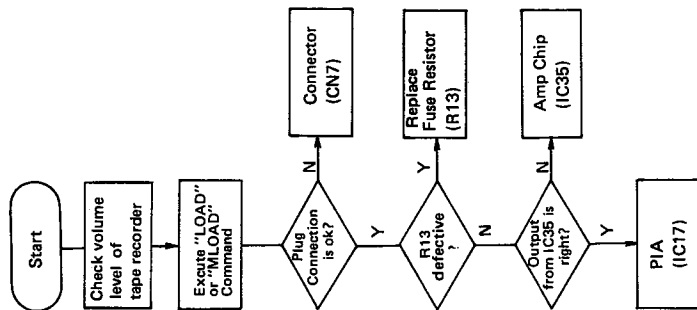 Start
Check volume
level of
tape recorder
Excute "LOAD"
or "MLOAD"
Command
Plug
Connection
is ok?
N
Connector
(CN7)
Y
R13
defective
?
Y
Replace
Fuse Resistor
(R13)
N
Output
from IC35 is
right?
N
Amp Chip
(IC35)
Y
PIA
(IC17)